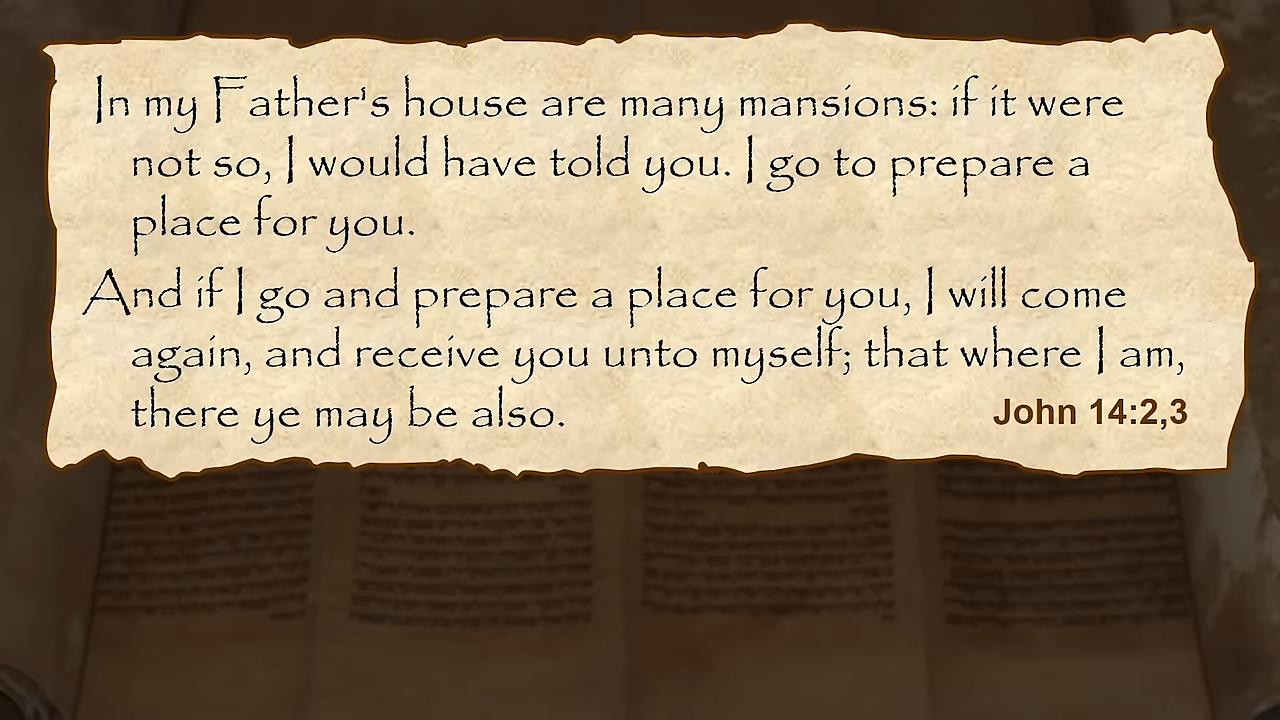 In my Father's house are many mansions: if it were
not so, I would have told you. I go to prepare a
place for you.
And if I go and prepare a place for you, I will come
again, and receive you unto myself; that where I am,
there ye may be also.
John 14:2,3